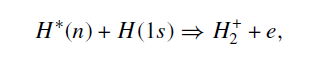 H*(n) + H(1s) ⇒ H₂⁺ + e,